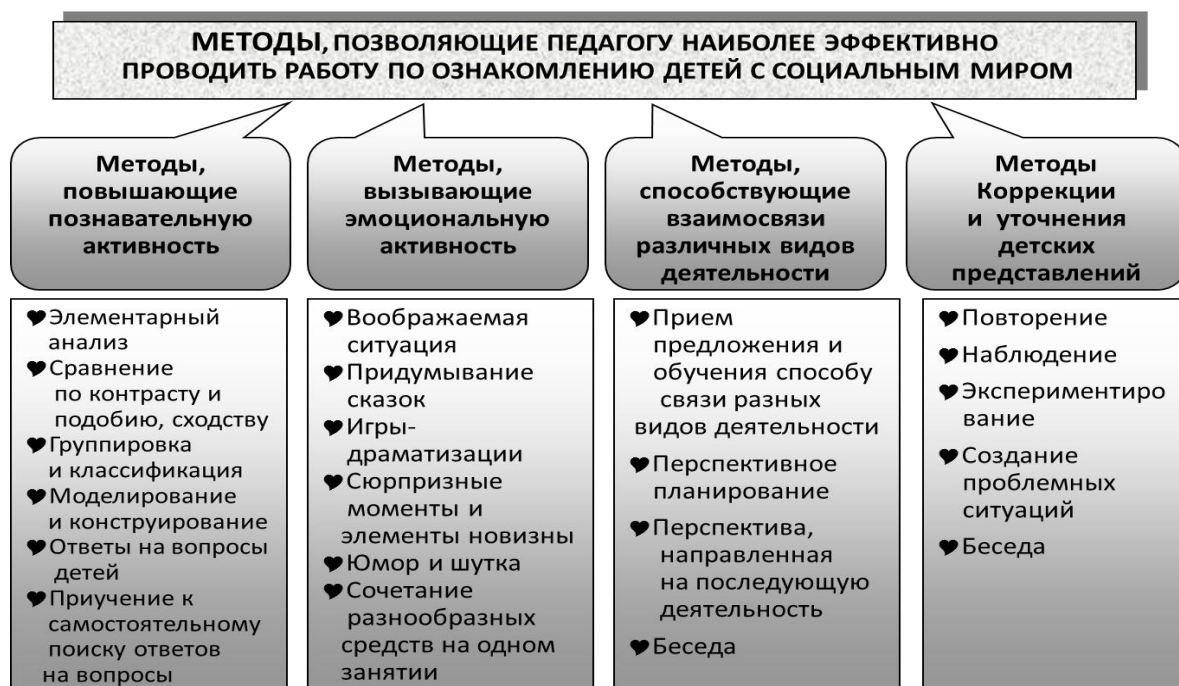 МЕТОДЫ, ПОЗВОЛЯЮЩИЕ ПЕДАГОГУ НАИБОЛЕЕ ЭФФЕКТИВНО
ПРОВОДИТЬ РАБОТУ ПО ОЗНАКОМЛЕНИЮ ДЕТЕЙ С СОЦИАЛЬНЫМ МИРОМ
Методы,
повышающие
познавательную
активность
Элементарный
анализ
Сравнение
по контрасту и
подобию, сходству
Группировка
и классификация
Моделирование
и конструирование
Ответы на вопросы
детей
Приучение к
самостоятельному
поиску ответов
на вопросы
Методы,
вызывающие
эмоциональную
активность
Воображаемая
ситуация
Придумывание
сказок
Игры-
драматизации
Сюрпризные
моменты и
элементы новизны
Юмор и шутка
Сочетание
разнообразных
средств на одном
занятии
Методы,
способствующие
взаимосвязи
различных видов
деятельности
Прием
предложения и
обучения способу
связи разных
видов деятельности
Перспективное
планирование
Перспектива,
направленная
на последующую
деятельность
Беседа
Методы
Коррекции
и уточнения
детских
представлений
Повторение
Наблюдение
Экспериментиро
вание
Создание
проблемных
ситуаций
Беседа